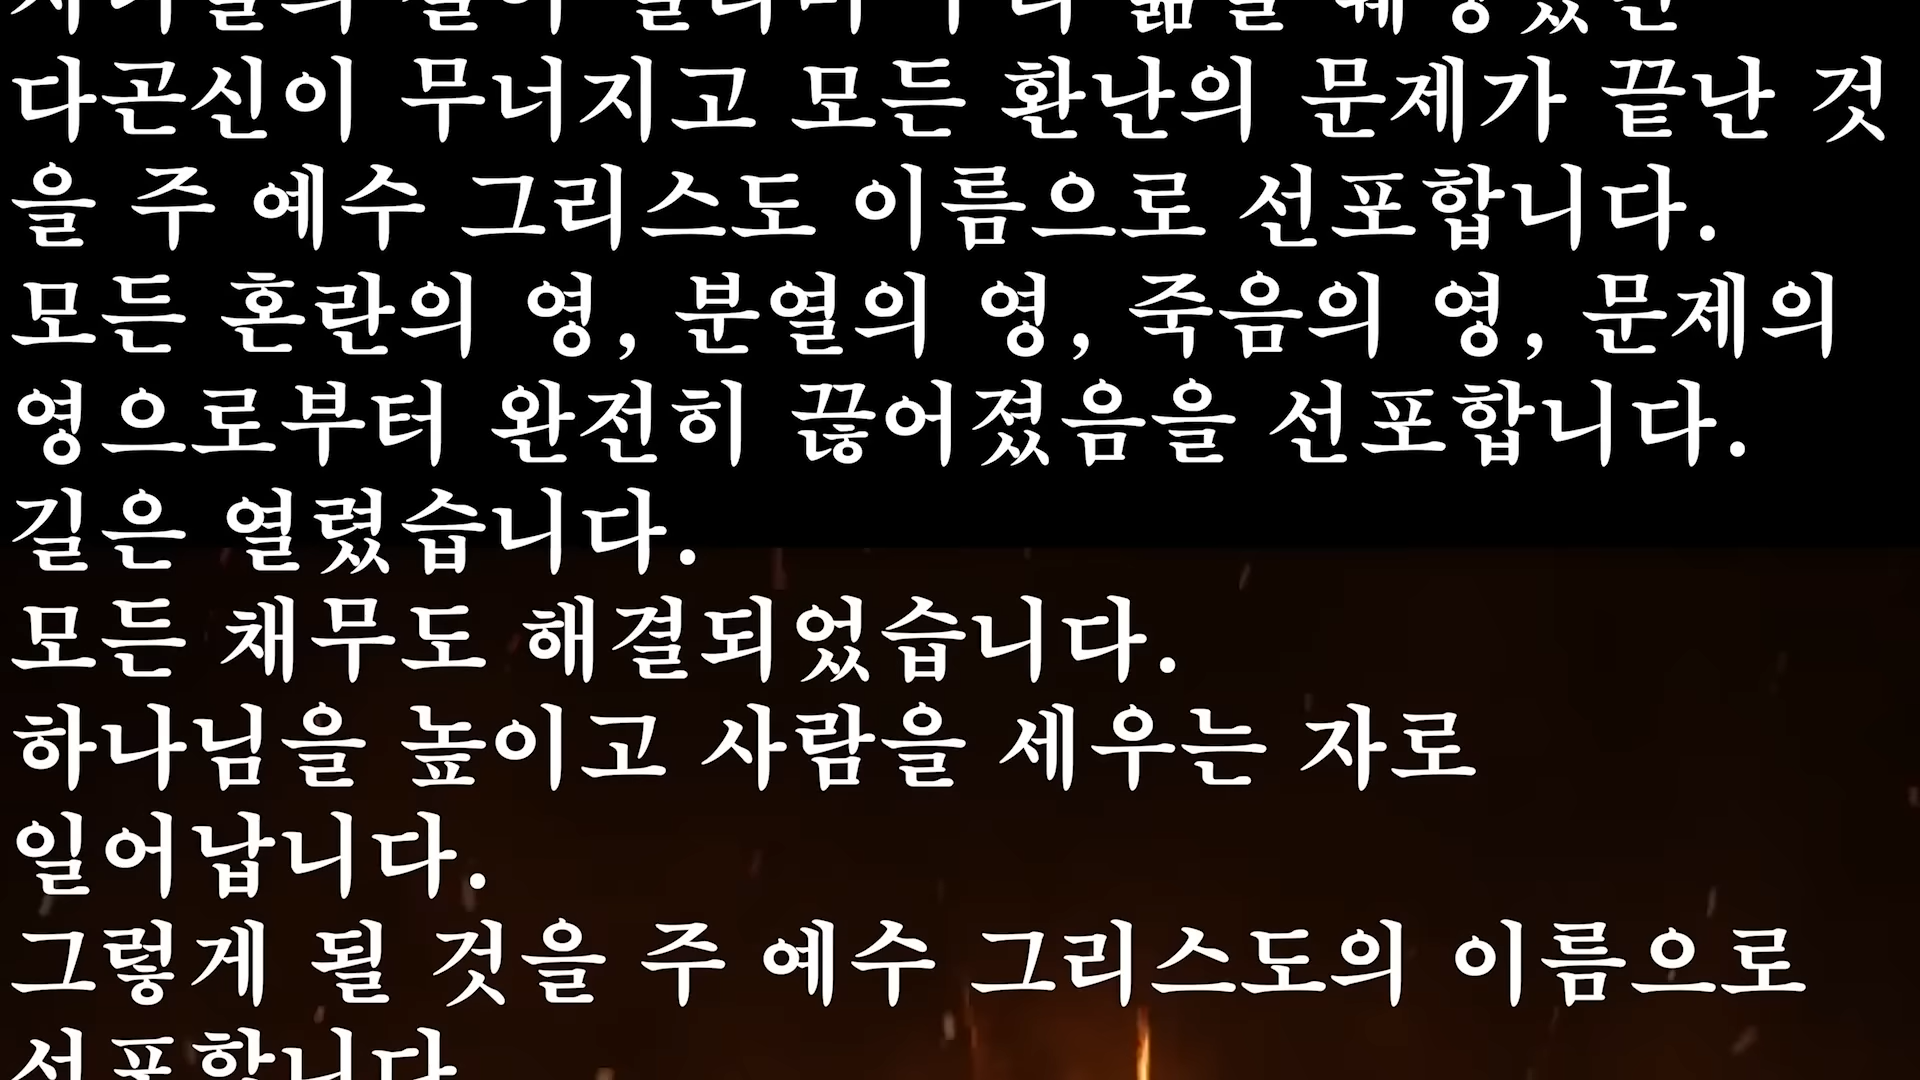 다곤신이 무너지고 모든 환난의 문제가 끝난 것
을 주 예수 그리스도 이름으로 선포합니다.
모든 혼란의 영, 분열의 영, 죽음의 영, 문제의
영으로부터 완전히 끊어졌음을 선포합니다.
길은 열렸습니다.
모든 채무도 해결되었습니다.
하나님을 높이고 사람을 세우는 자로
일어납니다.
그렇게 될 것을 주 예수 그리스도의 이름으로
선포합니다